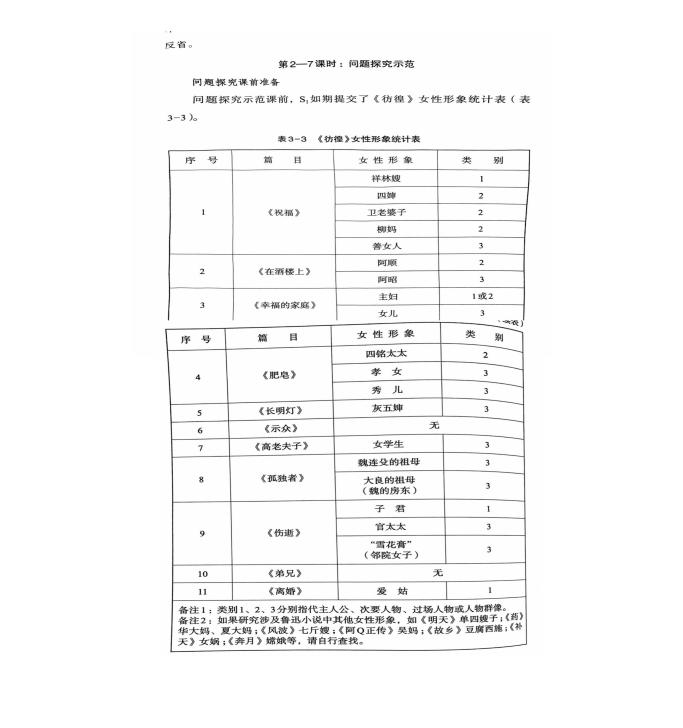 反省。
第2—7课时：问题探究示范
问题探究课前准备
问题探究示范课前，S₁如期提交了《彷徨》女性形象统计表（表
3-3）。
表3-3 《彷徨》女性形象统计表
序 号 篇 目 女 性 形 象 类 别
1 《祝福》 祥林嫂 1
四婶 2
卫老婆子 2
柳妈 2
善女人 3
2 《在酒楼上》 阿顺 2
阿昭 3
3 《幸福的家庭》 主妇 1或2
女儿 3
（续表）
序 号 篇 目 女 性 形 象 类 别
4 《肥皂》 四铭太太 2
孝 女 3
秀 儿 3
5 《长明灯》 灰五婶 3
6 《示众》 无
7 《高老夫子》 女学生 3
8 《孤独者》 魏连殳的祖母 3
大良的祖母
（魏的房东） 3
9 《伤逝》 子 君 1
官太太 3
“雪花膏”
（邻院女子） 3
10 《弟兄》 无
11 《离婚》 爱 姑 1
备注1：类别1、2、3分别指代主人公、次要人物、过场人物或人物群像。
备注2：如果研究涉及鲁迅小说中其他女性形象，如《明天》单四嫂子；《药》
华大妈、夏大妈；《风波》七斤嫂；《阿Q正传》吴妈；《故乡》豆腐西施；《补
天》女娲；《奔月》嫦娥等，请自行查找。